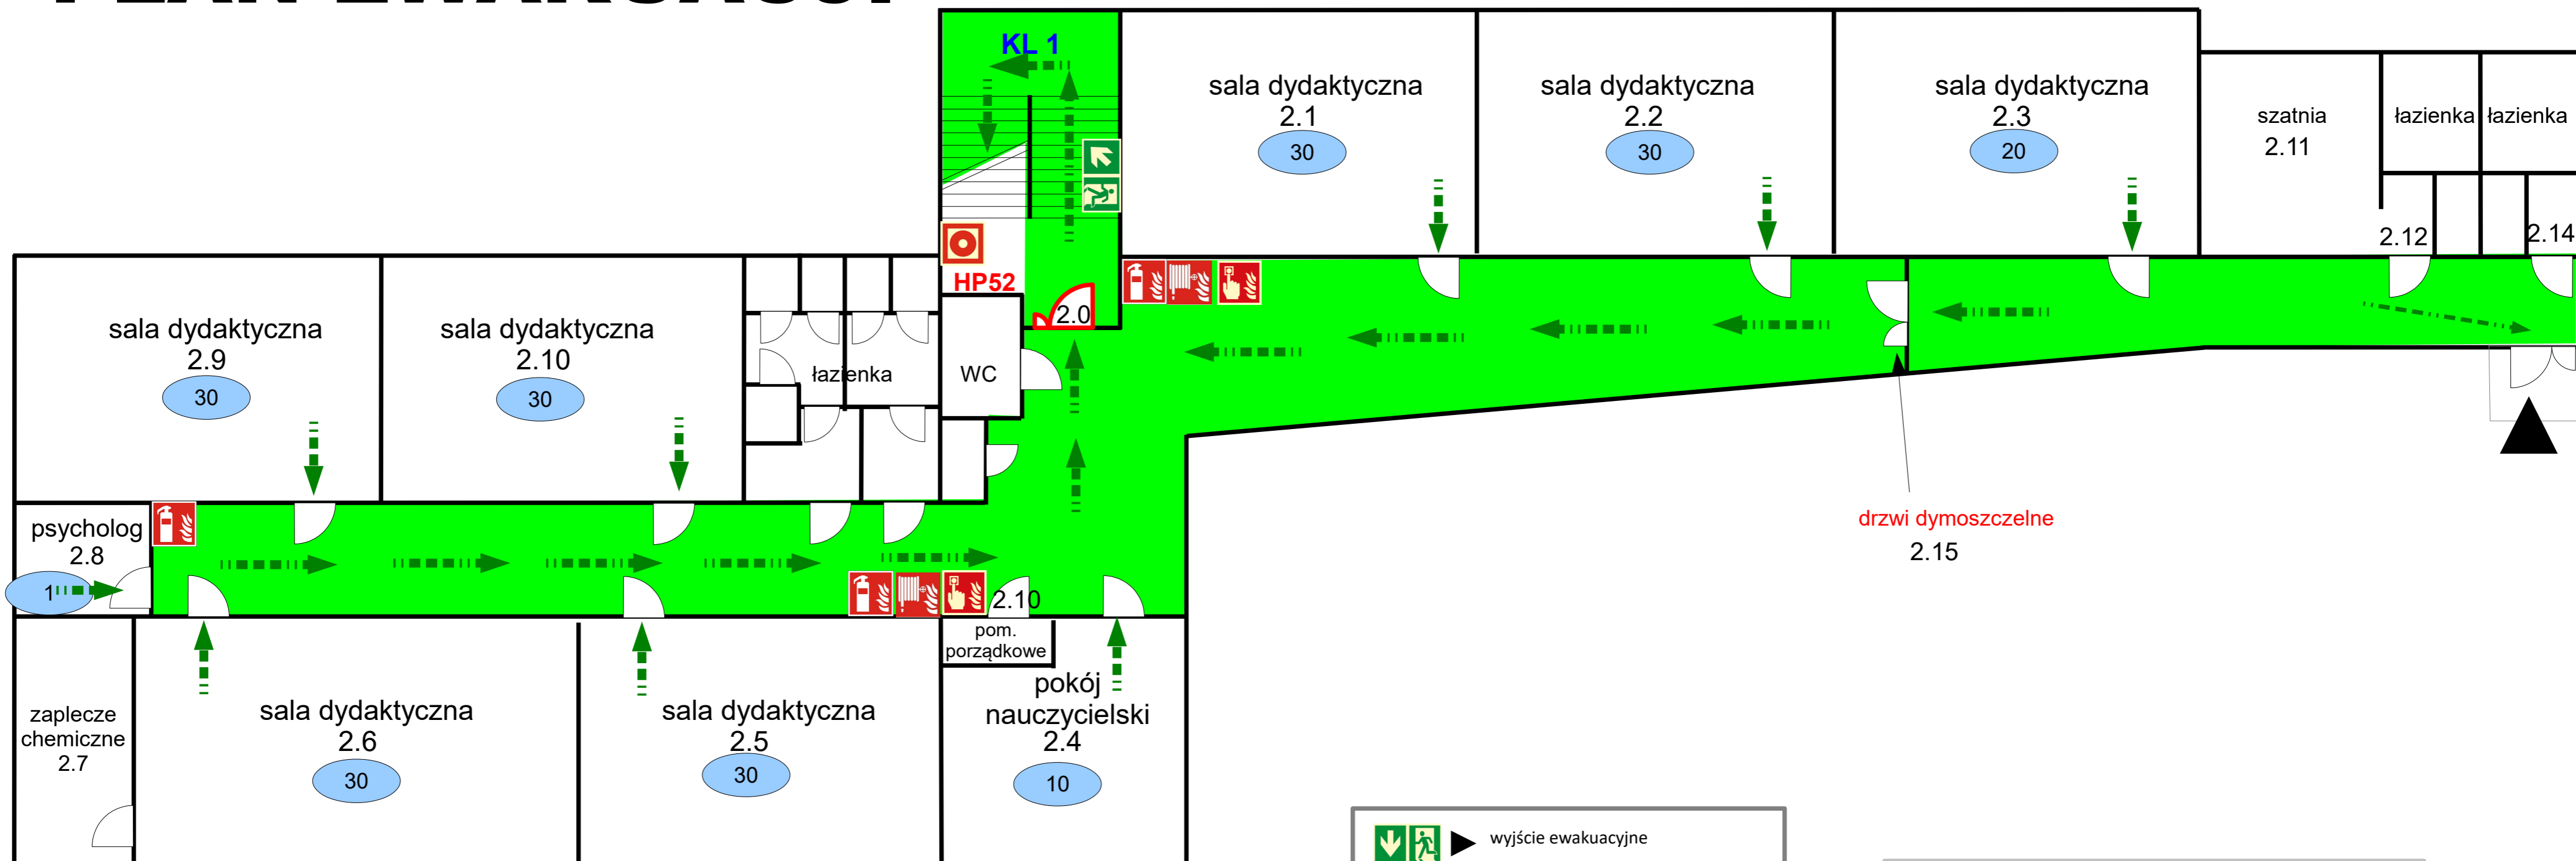 KL 1
sala dydaktyczna
2.1
30
sala dydaktyczna
2.2
30
sala dydaktyczna
2.3
20
szatnia
2.11
łazienka
łazienka
2.12
2.14
HP52
2.0
sala dydaktyczna
2.9
30
sala dydaktyczna
2.10
30
łazienka
WC
psycholog
2.8
1
drzwi dymoszczelne
2.15
2.10
pom.
porządkowe
zaplecze
chemiczne
2.7
sala dydaktyczna
2.6
30
sala dydaktyczna
2.5
30
pokój
nauczycielski
2.4
10
wyjście ewakuacyjne